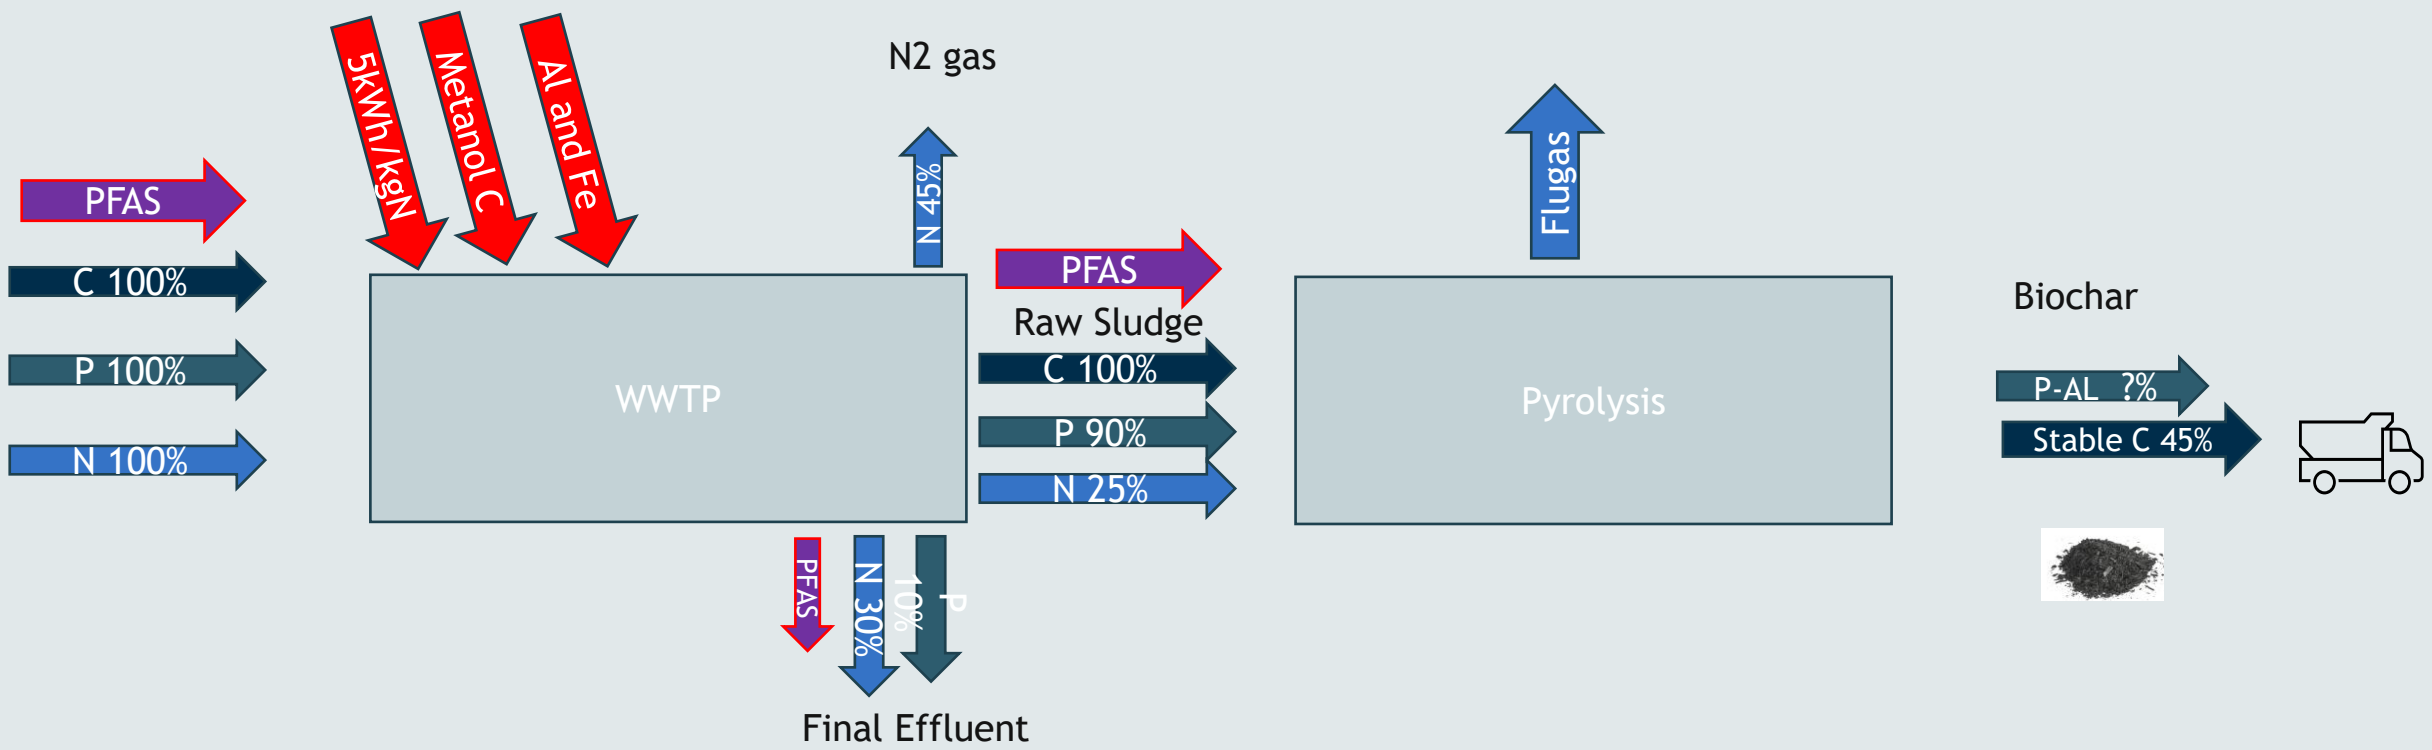 5kWh/kgN
Metanol C
Al and Fe
N2 gas
N 45%
Flugas
PFAS
C 100%
P 100%
N 100%
WWTP
PFAS
Raw Sludge
C 100%
P 90%
N 25%
Pyrolysis
Biochar
P-AL ?%
Stable C 45%
PFAS
N 30%
P
10%
Final Effluent